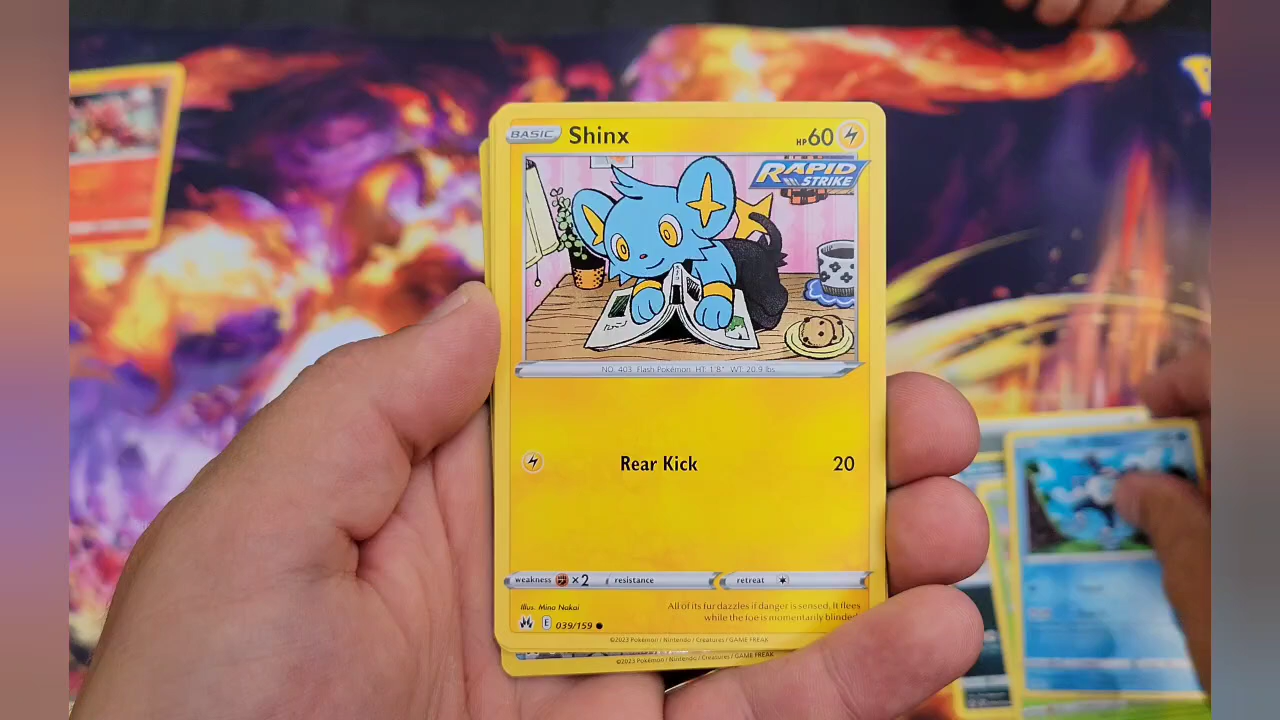 BASIC Shinx HP 60
RAPID
STRIKE
NO. 403 Flash Pokémon HT 1'8" WT 20.9 lbs
Rear Kick 20
weakness ×2 resistance retreat
Illus. Mina Nakai
All of its fur dazzles if danger is sensed. It flees
while the foe is momentarily blinded
E 039/159
©2023 Pokémon / Nintendo / Creatures / GAME FREAK
©2023 Pokémon / Nintendo / Creatures / GAME FREAK